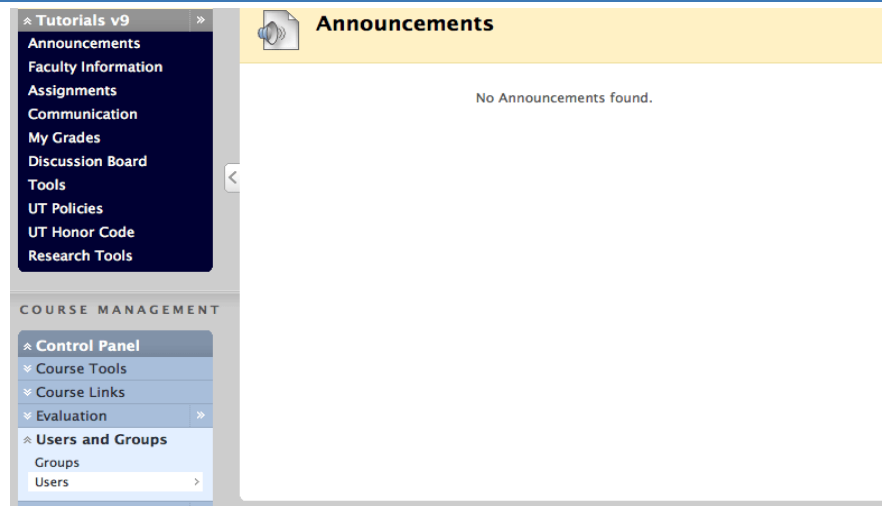 Tutorials v9
Announcements
Faculty Information
Assignments
Communication
My Grades
Discussion Board
Tools
UT Policies
UT Honor Code
Research Tools
COURSE MANAGEMENT
Control Panel
Course Tools
Course Links
Evaluation
Users and Groups
Groups
Users
Announcements
No Announcements found.